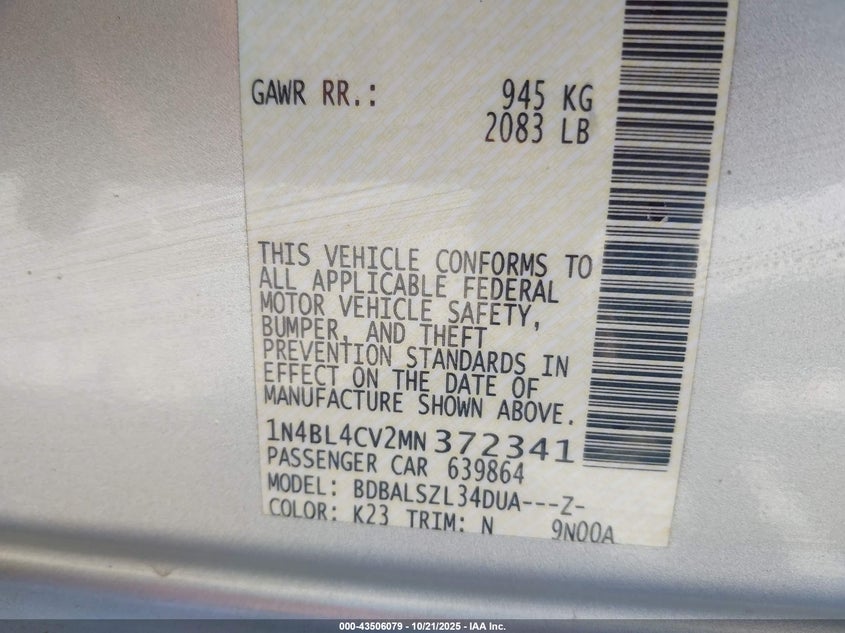 GAWR RR.: 945 KG
2083 LB
THIS VEHICLE CONFORMS TO
ALL APPLICABLE FEDERAL
MOTOR VEHICLE SAFETY,
BUMPER, AND THEFT
PREVENTION STANDARDS IN
EFFECT ON THE DATE OF
MANUFACTURE SHOWN ABOVE.
1N4BL4CV2MN372341
PASSENGER CAR 639864
MODEL: BDBALSZL34DUA---Z-
COLOR: K23 TRIM: N 9N00A
000-43506079 - 10/21/2025 - IAA Inc.